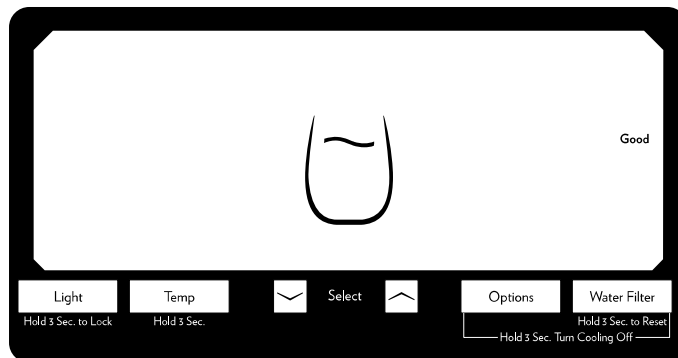 Good
Light
Temp
Select
Options
Water Filter
Hold 3 Sec. to Lock
Hold 3 Sec.
Hold 3 Sec. to Reset
Hold 3 Sec. Turn Cooling Off